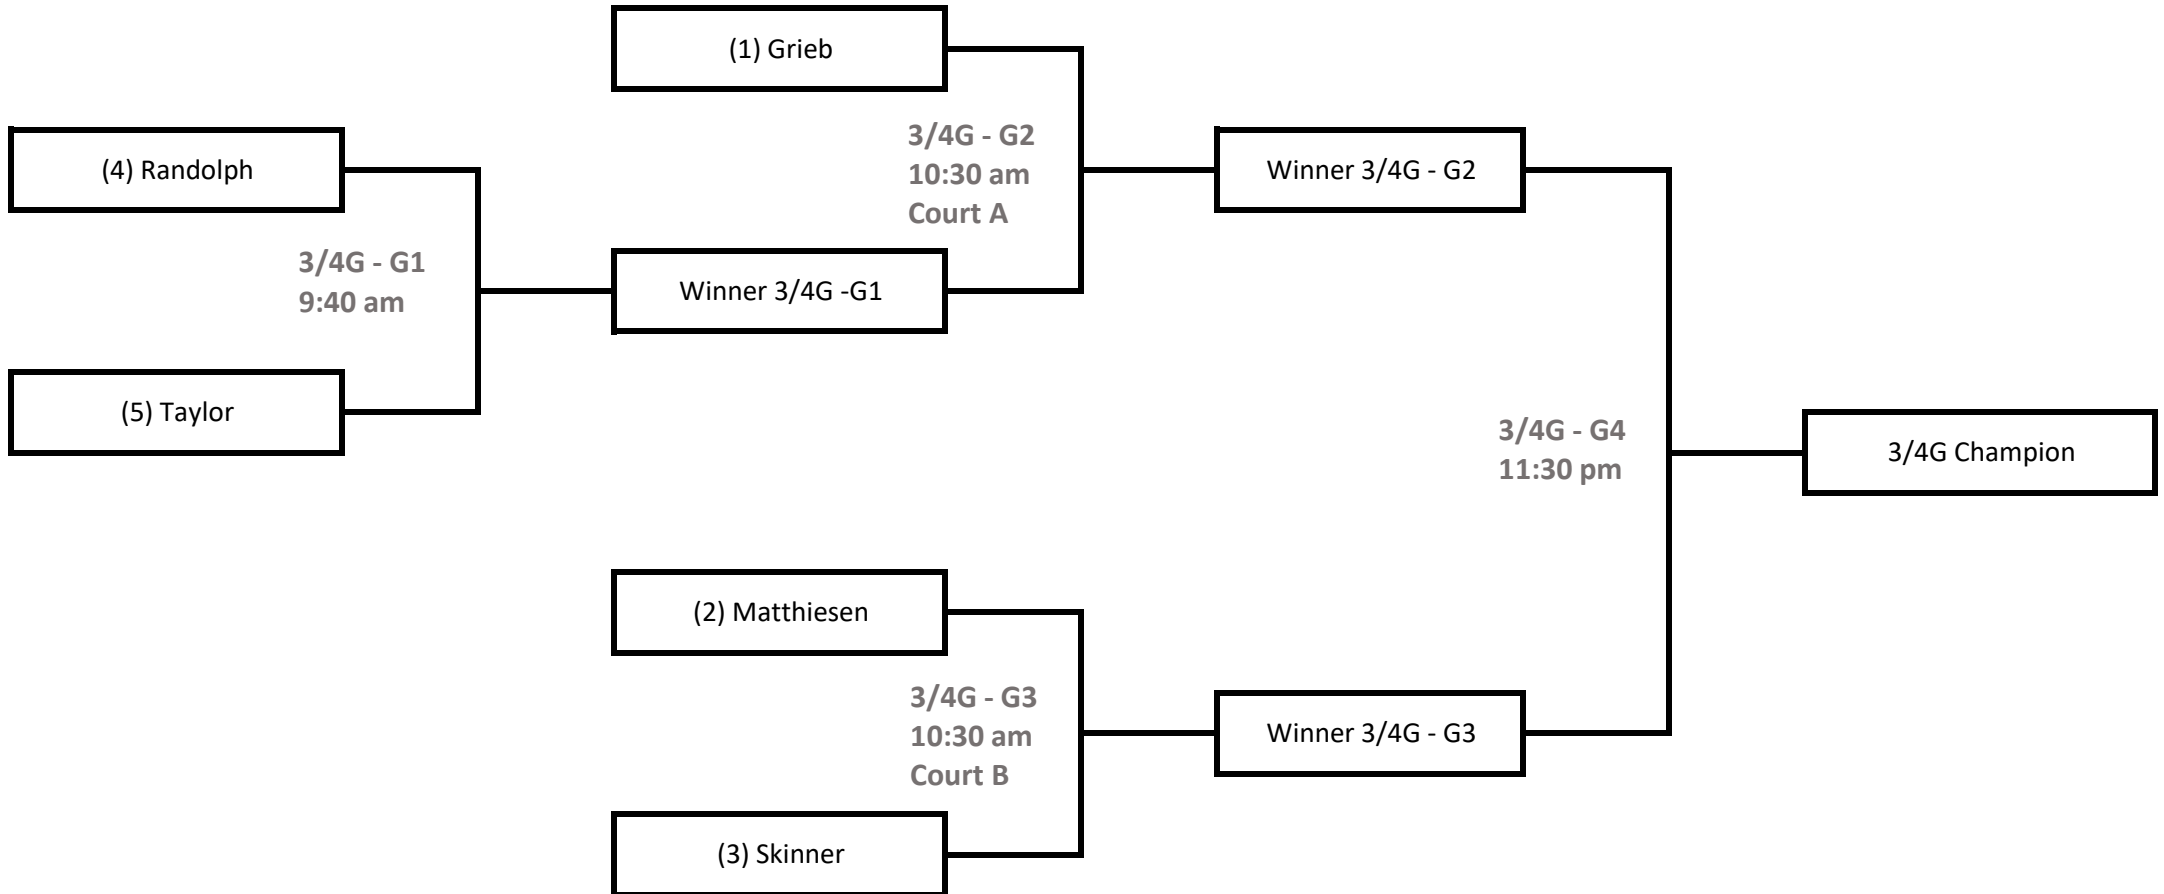 (1) Grieb
3/4G - G2
10:30 am
Court A
(4) Randolph
Winner 3/4G - G2
3/4G - G1
9:40 am
Winner 3/4G -G1
(5) Taylor
3/4G - G4
11:30 pm
3/4G Champion
(2) Matthiesen
3/4G - G3
10:30 am
Court B
Winner 3/4G - G3
(3) Skinner